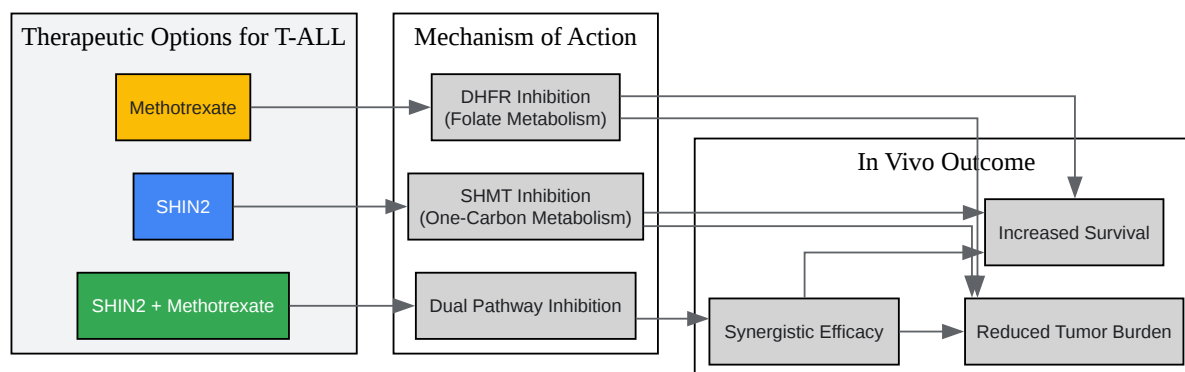 Therapeutic Options for T-ALL
Methotrexate
SHIN2
SHIN2 + Methotrexate
Mechanism of Action
DHFR Inhibition
(Folate Metabolism)
SHMT Inhibition
(One-Carbon Metabolism)
Dual Pathway Inhibition
In Vivo Outcome
Increased Survival
Synergistic Efficacy
Reduced Tumor Burden